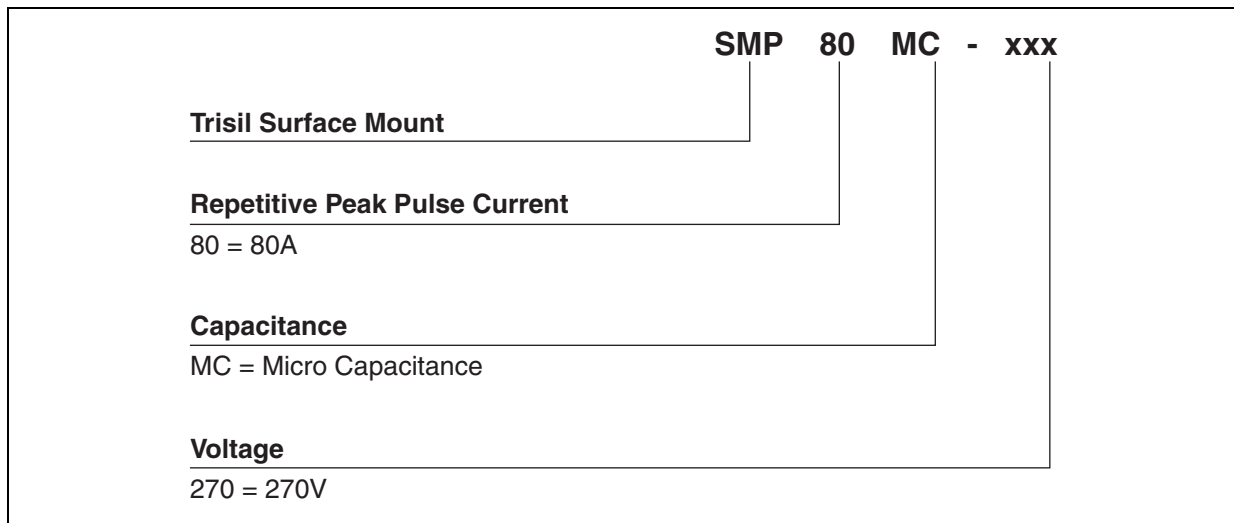 SMP 80 MC - xxx
Trisil Surface Mount
Repetitive Peak Pulse Current
80 = 80A
Capacitance
MC = Micro Capacitance
Voltage
270 = 270V